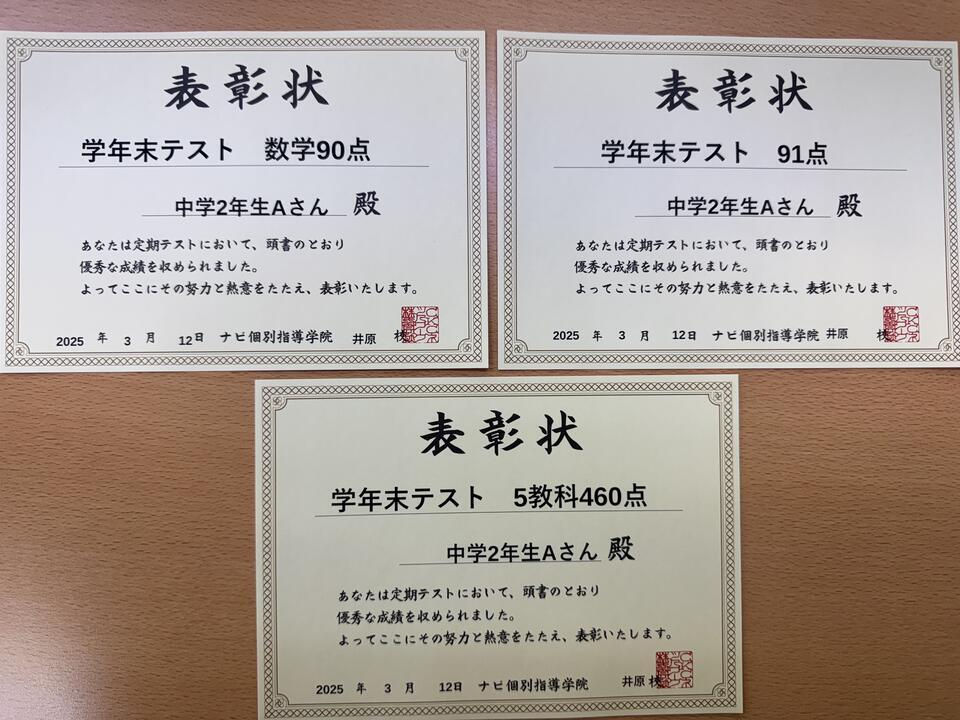 表彰状
学年末テスト 数学90点
中学2年生Aさん 殿
あなたは定期テストにおいて、頭書のとおり
優秀な成績を収められました。
よってここにその努力と熱意をたたえ、表彰いたします。
2025 年 3 月 12日 ナビ個別指導学院 井原 校
表彰状
学年末テスト 91点
中学2年生Aさん 殿
あなたは定期テストにおいて、頭書のとおり
優秀な成績を収められました。
よってここにその努力と熱意をたたえ、表彰いたします。
2025 年 3 月 12日 ナビ個別指導学院 井原 校
表彰状
学年末テスト 5教科460点
中学2年生Aさん 殿
あなたは定期テストにおいて、頭書のとおり
優秀な成績を収められました。
よってここにその努力と熱意をたたえ、表彰いたします。
2025 年 3 月 12日 ナビ個別指導学院 井原 校